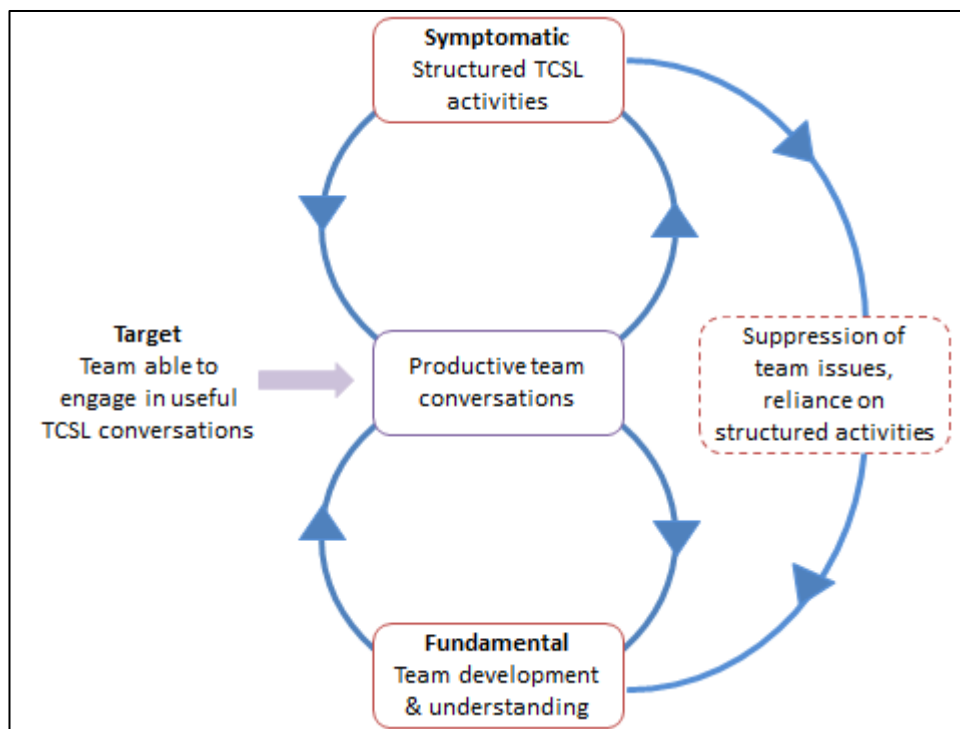 Symptomatic
Structured TCSL
activities
Target
Team able to
engage in useful
TCSL conversations
Productive team
conversations
Suppression of
team issues,
reliance on
structured activities
Fundamental
Team development
& understanding